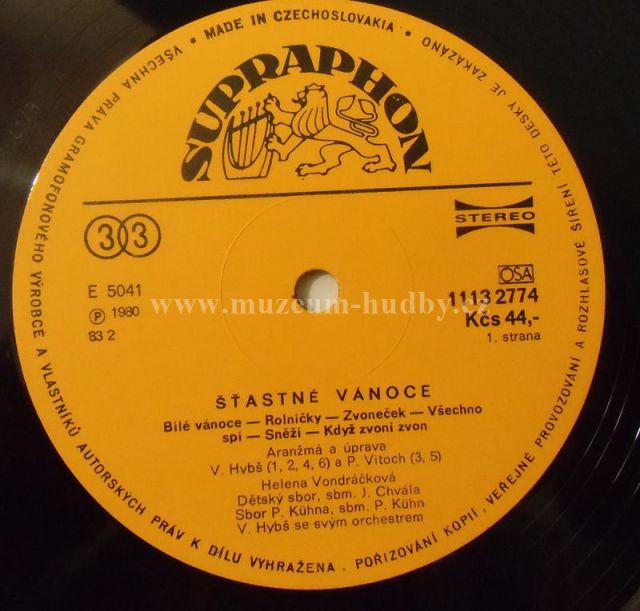 VŠECHNA PRÁVA GRAMOFONOVÉHO VÝROBCE A VLASTNÍKŮ AUTORSKÝCH PRÁV K DÍLU VYHRAŽENA. POŘIZOVÁNÍ KOPIÍ, VEŘEJNÉ PROVOZOVÁNÍ A ROZHLASOVÉ ŠÍŘENÍ TÉTO DESKY JE ZAKÁZÁNO
• MADE IN CZECHOSLOVAKIA •
SUPRAPHON
33
STEREO
OSA
E 5041
1113 2774
www.muzeum-hudby.cz
Ⓟ 1980
Kčs 44,-
83 2
1. strana
ŠŤASTNÉ VÁNOCE
Bílé vánoce — Rolničky — Zvoneček — Všechno
spí — Sněží — Když zvoní zvon
Aranžmá a úprava
V. Hybš (1, 2, 4, 6) a P. Vitoch (3, 5)
Helena Vondráčková
Dětský sbor, sbm. J. Chvála
Sbor P. Kühna, sbm. P. Kühn
V. Hybš se svým orchestrem